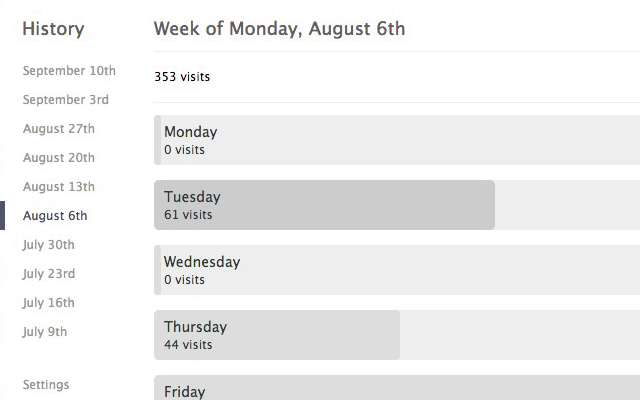 History
September 10th
September 3rd
August 27th
August 20th
August 13th
August 6th
July 30th
July 23rd
July 16th
July 9th
Settings
Week of Monday, August 6th
353 visits
Monday
0 visits
Tuesday
61 visits
Wednesday
0 visits
Thursday
44 visits
Friday